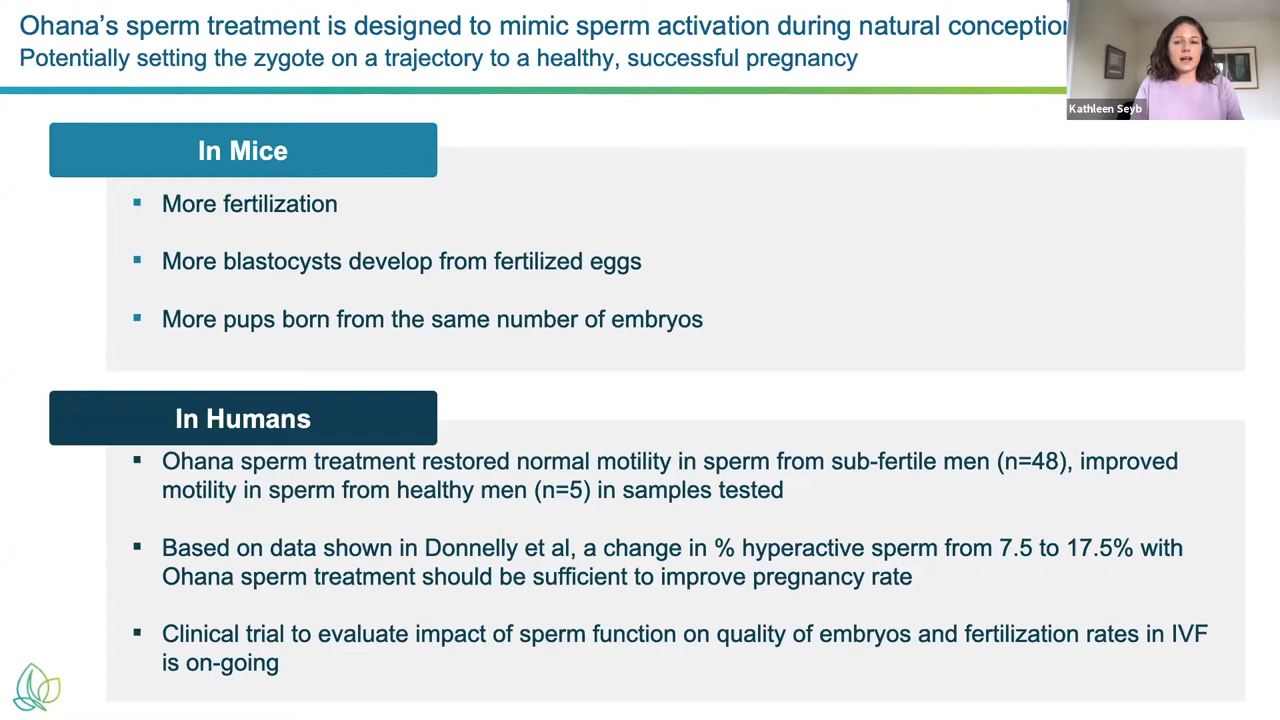 Ohana's sperm treatment is designed to mimic sperm activation during natural conception
Potentially setting the zygote on a trajectory to a healthy, successful pregnancy
Kathleen Seyb
In Mice
▪ More fertilization
▪ More blastocysts develop from fertilized eggs
▪ More pups born from the same number of embryos
In Humans
▪ Ohana sperm treatment restored normal motility in sperm from sub-fertile men (n=48), improved
motility in sperm from healthy men (n=5) in samples tested
▪ Based on data shown in Donnelly et al, a change in % hyperactive sperm from 7.5 to 17.5% with
Ohana sperm treatment should be sufficient to improve pregnancy rate
▪ Clinical trial to evaluate impact of sperm function on quality of embryos and fertilization rates in IVF
is on-going